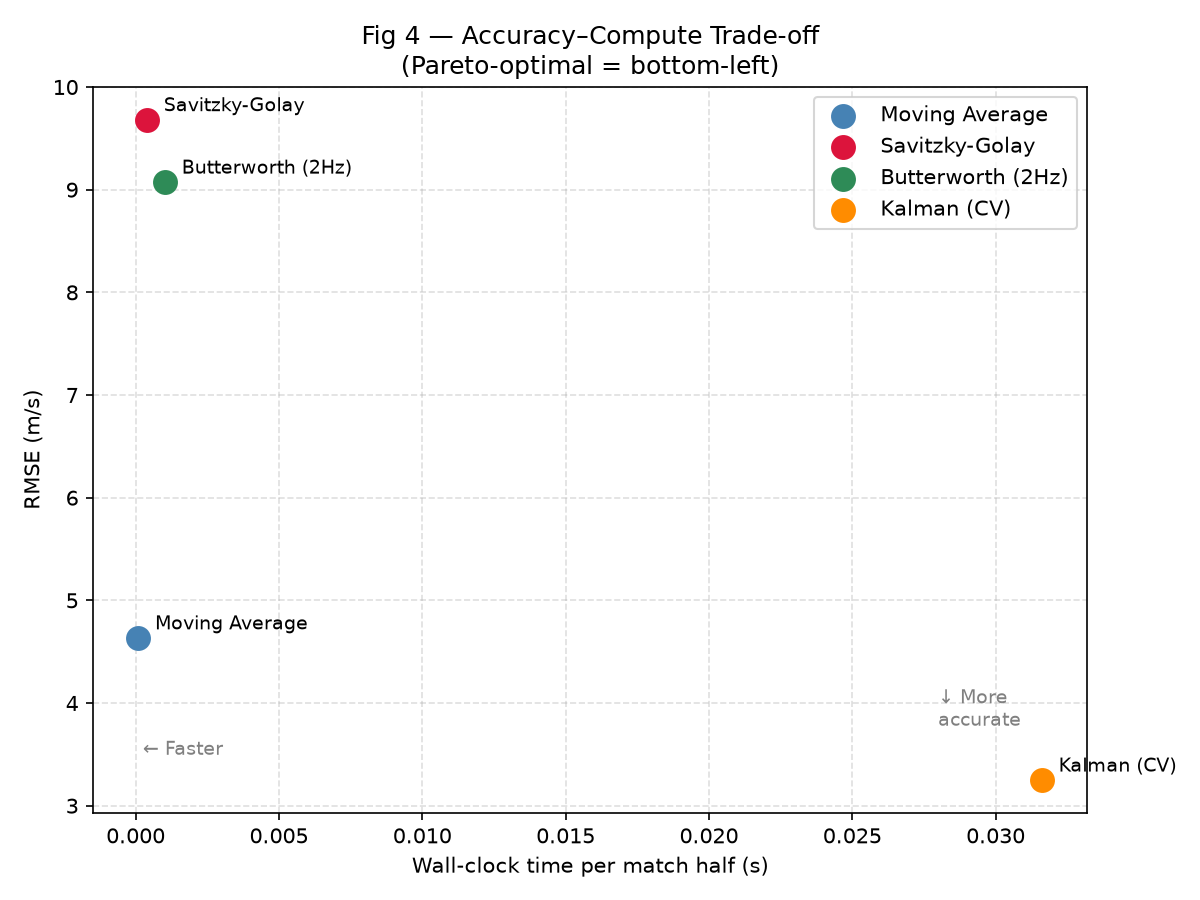 Fig 4 — Accuracy–Compute Trade-off
(Pareto-optimal = bottom-left)
10
9
8
7
6
5
4
3
RMSE (m/s)
Savitzky-Golay
Butterworth (2Hz)
Moving Average
Savitzky-Golay
Butterworth (2Hz)
Kalman (CV)
Moving Average
↓ More
accurate
← Faster
Kalman (CV)
0.000
0.005
0.010
0.015
0.020
0.025
0.030
Wall-clock time per match half (s)